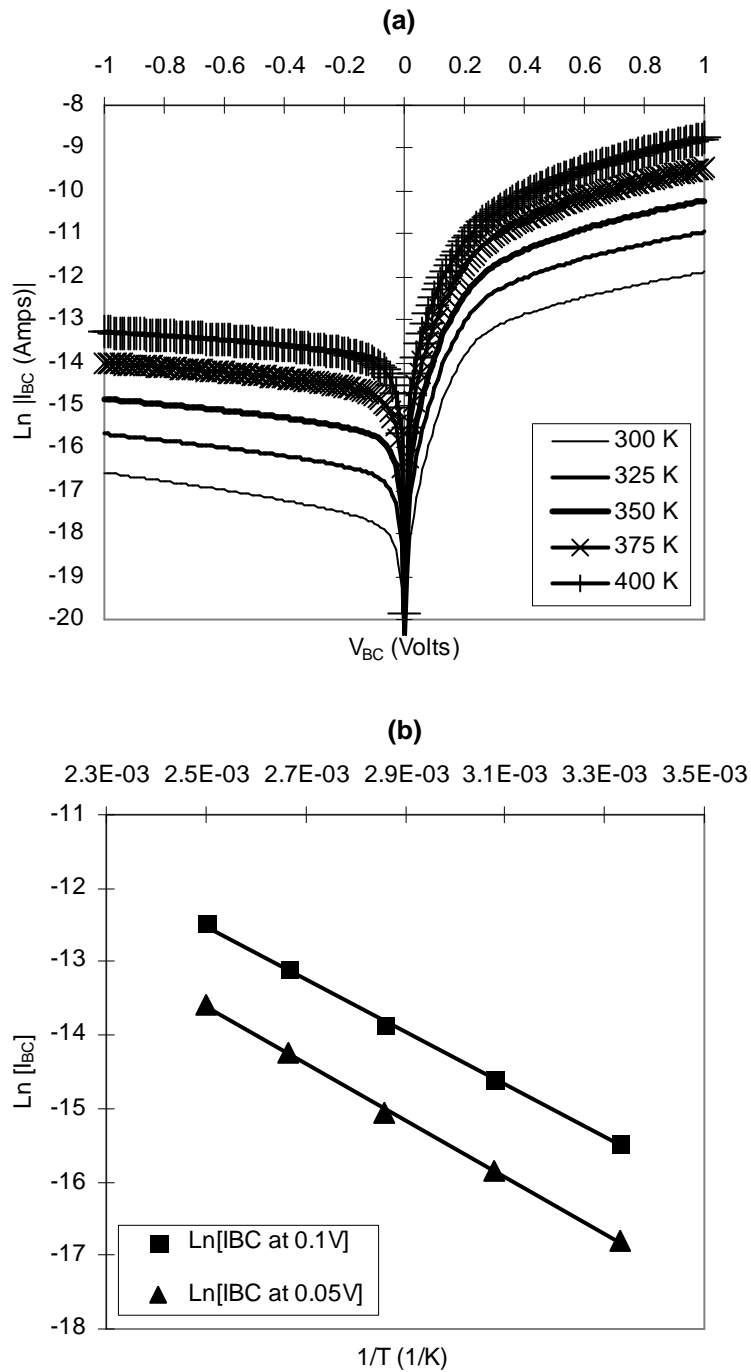 (a)
-1 -0.8 -0.6 -0.4 -0.2 0 0.2 0.4 0.6 0.8 1
-8
-9
-10
-11
-12
-13
-14
-15
-16
-17
-18
-19
-20
Ln |IBC (Amps)|
300 K
325 K
350 K
375 K
400 K
VBC (Volts)
(b)
2.3E-03 2.5E-03 2.7E-03 2.9E-03 3.1E-03 3.3E-03 3.5E-03
-11
-12
-13
-14
-15
-16
-17
-18
Ln [IBC]
Ln[IBC at 0.1V]
Ln[IBC at 0.05V]
1/T (1/K)